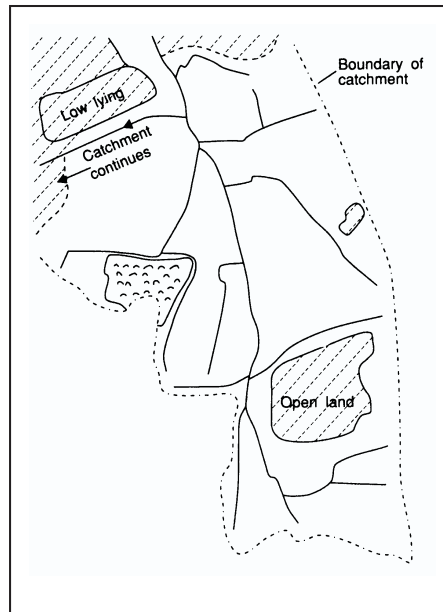 Boundary of
catchment
Low lying
Catchment
continues
Open land